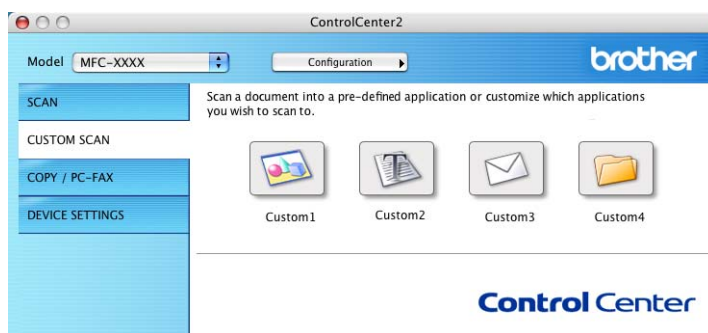 ControlCenter2
Model MFC-XXXX Configuration brother
SCAN
CUSTOM SCAN
COPY / PC-FAX
DEVICE SETTINGS
Scan a document into a pre-defined application or customize which applications
you wish to scan to.
Custom1 Custom2 Custom3 Custom4
Control Center